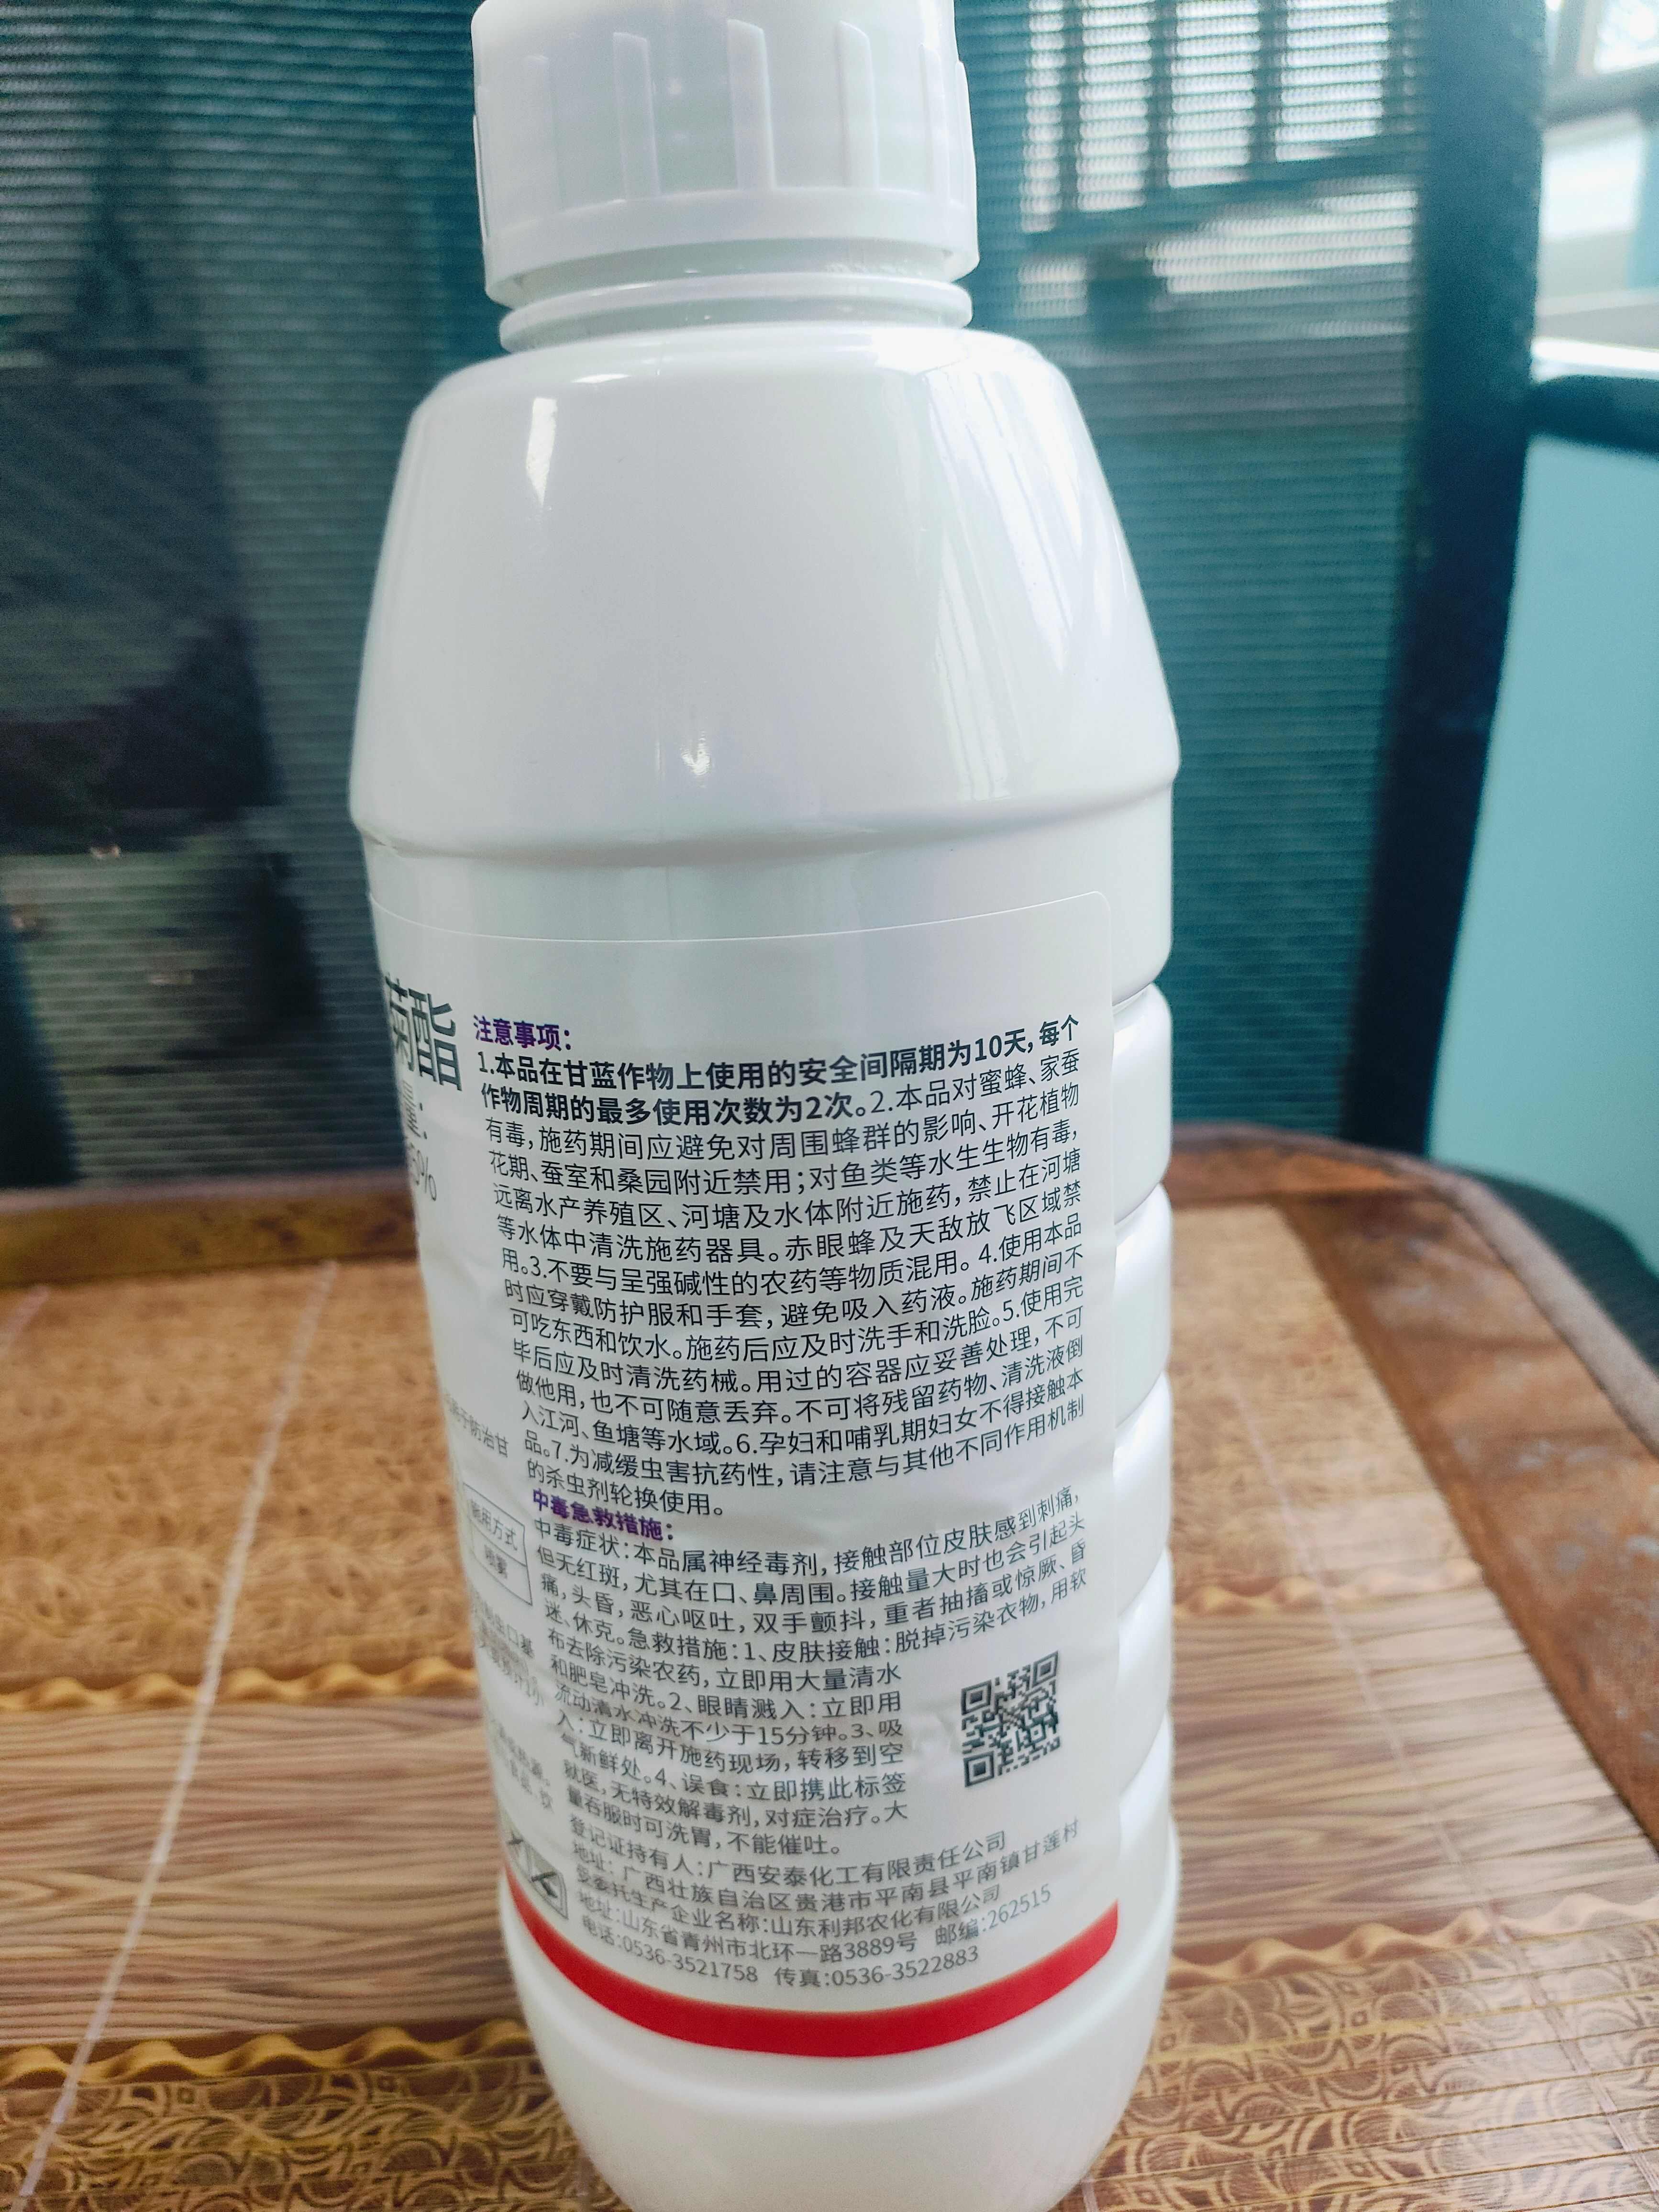 菊酯
量：
5%
注意事项：
1.本品在甘蓝作物上使用的安全间隔期为10天，每个
作物周期的最多使用次数为2次。2.本品对蜜蜂、家蚕
有毒，施药期间应避免对周围蜂群的影响、开花植物
花期、蚕室和桑园附近禁用；对鱼类等水生生物有毒，
远离水产养殖区、河塘及水体附近施药，禁止在河塘
等水体中清洗施药器具。赤眼蜂及天敌放飞区域禁
用。3.不要与呈强碱性的农药等物质混用。4.使用本品
时应穿戴防护服和手套，避免吸入药液。施药期间不
可吃东西和饮水。施药后应及时洗手和洗脸。5.使用完
毕后应及时清洗药械。用过的容器应妥善处理，不可
做他用，也不可随意丢弃。不可将残留药物、清洗液倒
入江河、鱼塘等水域。6.孕妇和哺乳期妇女不得接触本
品。7.为减缓虫害抗药性，请注意与其他不同作用机制
的杀虫剂轮换使用。
中毒急救措施：
中毒症状：本品属神经毒剂，接触部位皮肤感到刺痛，
但无红斑，尤其在口、鼻周围。接触量大时也会引起头
痛，头昏，恶心呕吐，双手颤抖，重者抽搐或惊厥、昏
迷、休克。急救措施：1、皮肤接触：脱掉污染衣物，用软
布去除污染农药，立即用大量清水
和肥皂冲洗。2、眼睛溅入：立即用
流动清水冲洗不少于15分钟。3、吸
入：立即离开施药现场，转移到空
气新鲜处。4、误食：立即携此标签
就医，无特效解毒剂，对症治疗。大
量吞服时可洗胃，不能催吐。
登记证持有人：广西安泰化工有限责任公司
地址：广西壮族自治区贵港市平南县平南镇甘莲村
受委托生产企业名称：山东利邦农化有限公司
地址：山东省青州市北环一路3889号 邮编：262515
电话：0536-3521758 传真：0536-3522883
于防治甘
施用方式
喷雾